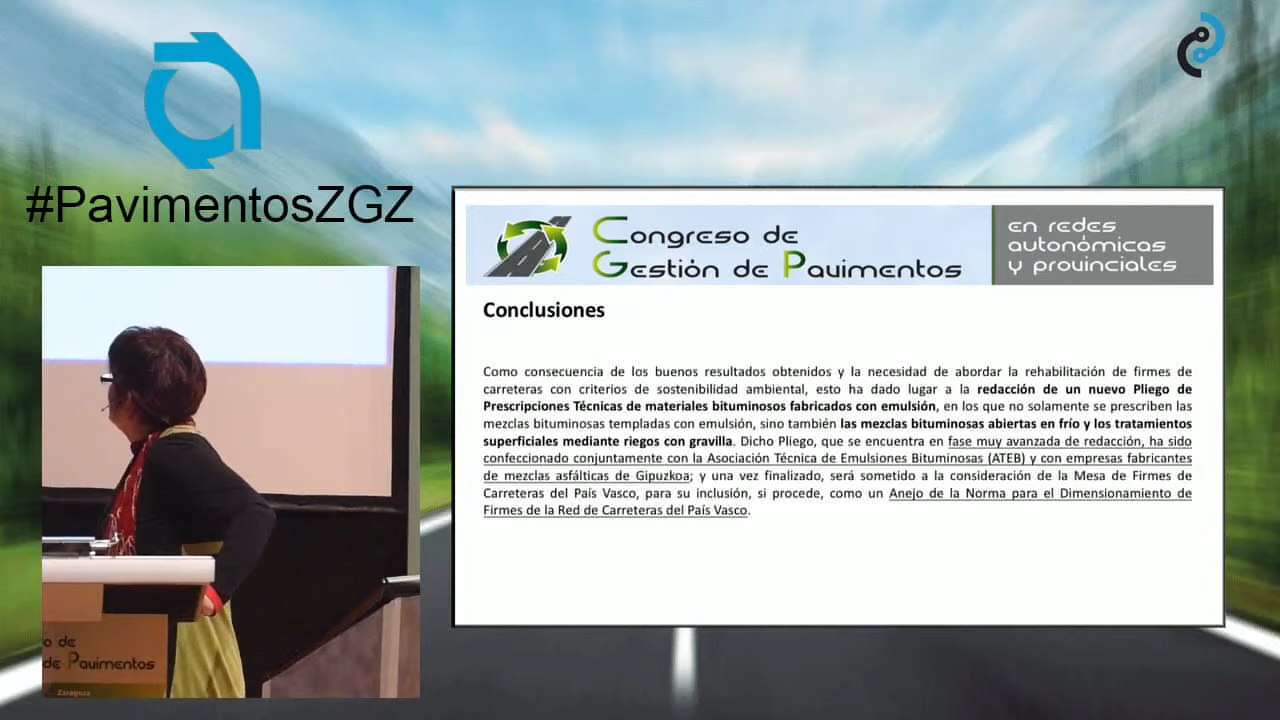 #PavimentosZGZ
Congreso de
Gestión de Pavimentos
en redes
autonómicas
y provinciales
Conclusiones
Como consecuencia de los buenos resultados obtenidos y la necesidad de abordar la rehabilitación de firmes de
carreteras con criterios de sostenibilidad ambiental, esto ha dado lugar a la redacción de un nuevo Pliego de
Prescripciones Técnicas de materiales bituminosos fabricados con emulsión, en los que no solamente se prescriben las
mezclas bituminosas templadas con emulsión, sino también las mezclas bituminosas abiertas en frío y los tratamientos
superficiales mediante riegos con gravilla. Dicho Pliego, que se encuentra en fase muy avanzada de redacción, ha sido
confeccionado conjuntamente con la Asociación Técnica de Emulsiones Bituminosas (ATEB) y con empresas fabricantes
de mezclas asfálticas de Gipuzkoa; y una vez finalizado, será sometido a la consideración de la Mesa de Firmes de
Carreteras del País Vasco, para su inclusión, si procede, como un Anejo de la Norma para el Dimensionamiento de
Firmes de la Red de Carreteras del País Vasco.
o de
de Pavimentos
Zaragoza